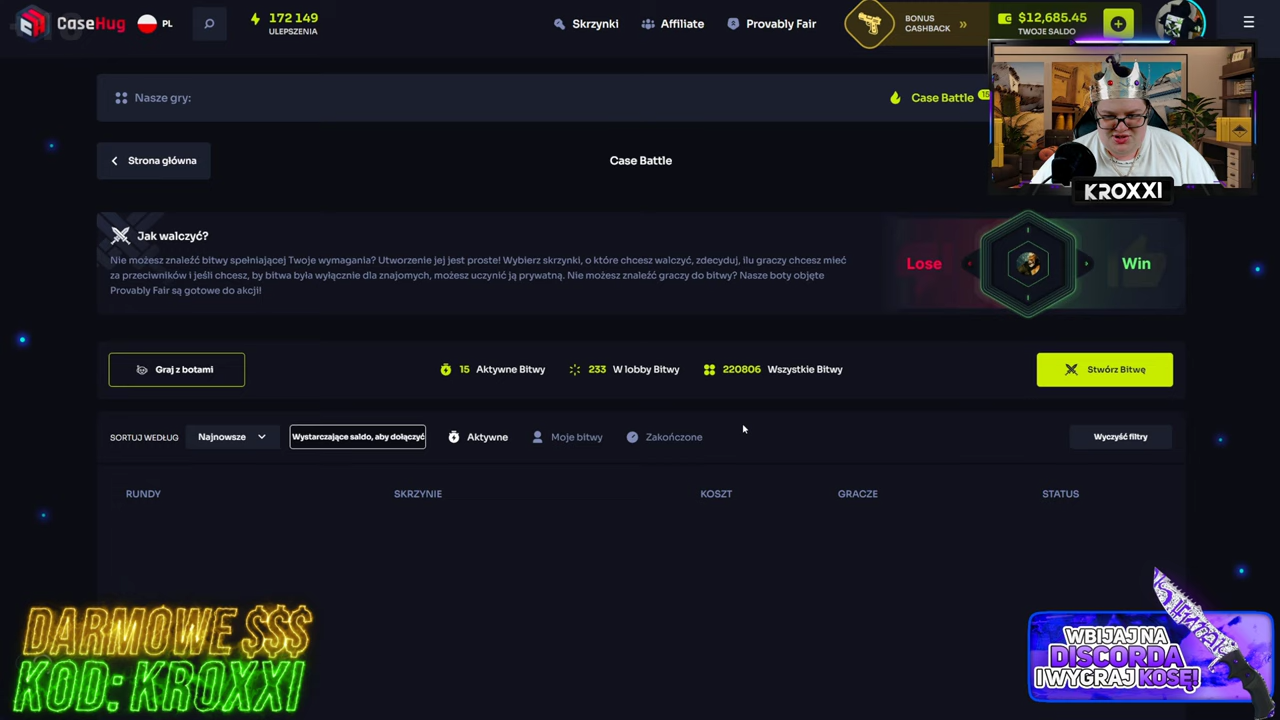 CaseHug
PL
172 149
ULEPSZENIA
Skrzynki
Affiliate
Provably Fair
BONUS
CASHBACK
$12,685.45
TWOJE SALDO
Nasze gry:
Case Battle
Strona główna
Case Battle
KROXXI
Jak walczyć?
Nie możesz znaleźć bitwy spełniającej Twoje wymagania? Utworzenie jej jest proste! Wybierz skrzynki, o które chcesz walczyć, zdecyduj, ilu graczy chcesz mieć
za przeciwników i jeśli chcesz, by bitwa była wyłącznie dla znajomych, możesz uczynić ją prywatną. Nie możesz znaleźć graczy do bitwy? Nasze boty objęte
Provably Fair są gotowe do akcji!
Lose
Win
Graj z botami
15 Aktywne Bitwy
233 W lobby Bitwy
220806 Wszystkie Bitwy
Stwórz Bitwę
SORTUJ WEDŁUG
Najnowsze
Wystarczające saldo, aby dołączyć
Aktywne
Moje bitwy
Zakończone
Wyczyść filtry
RUNDY
SKRZYNIE
KOSZT
GRACZE
STATUS
DARMOWE $$$
KOD: KROXXI
WBIJAJ NA
DISCORDA
I WYGRAJ KOSĘ!